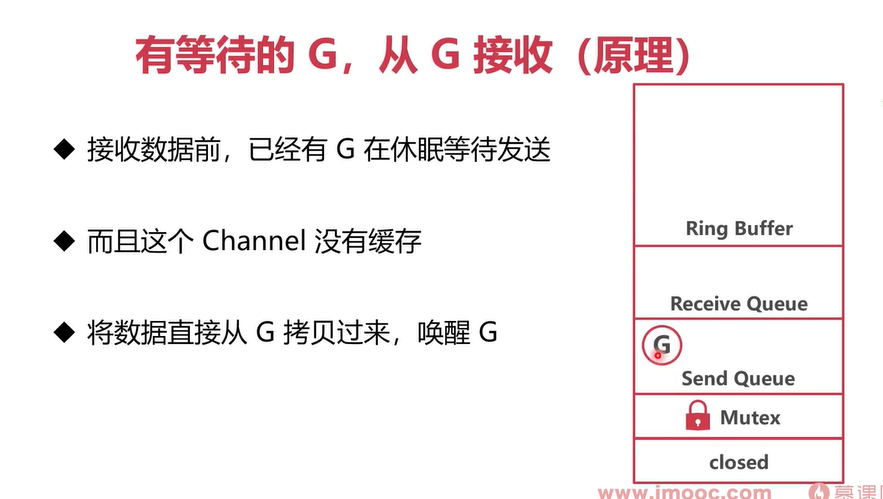 有等待的 G，从 G 接收（原理）
◆ 接收数据前，已经有 G 在休眠等待发送
◆ 而且这个 Channel 没有缓存
◆ 将数据直接从 G 拷贝过来，唤醒 G
Ring Buffer
Receive Queue
G
Send Queue
Mutex
closed
www.imooc.com
慕课